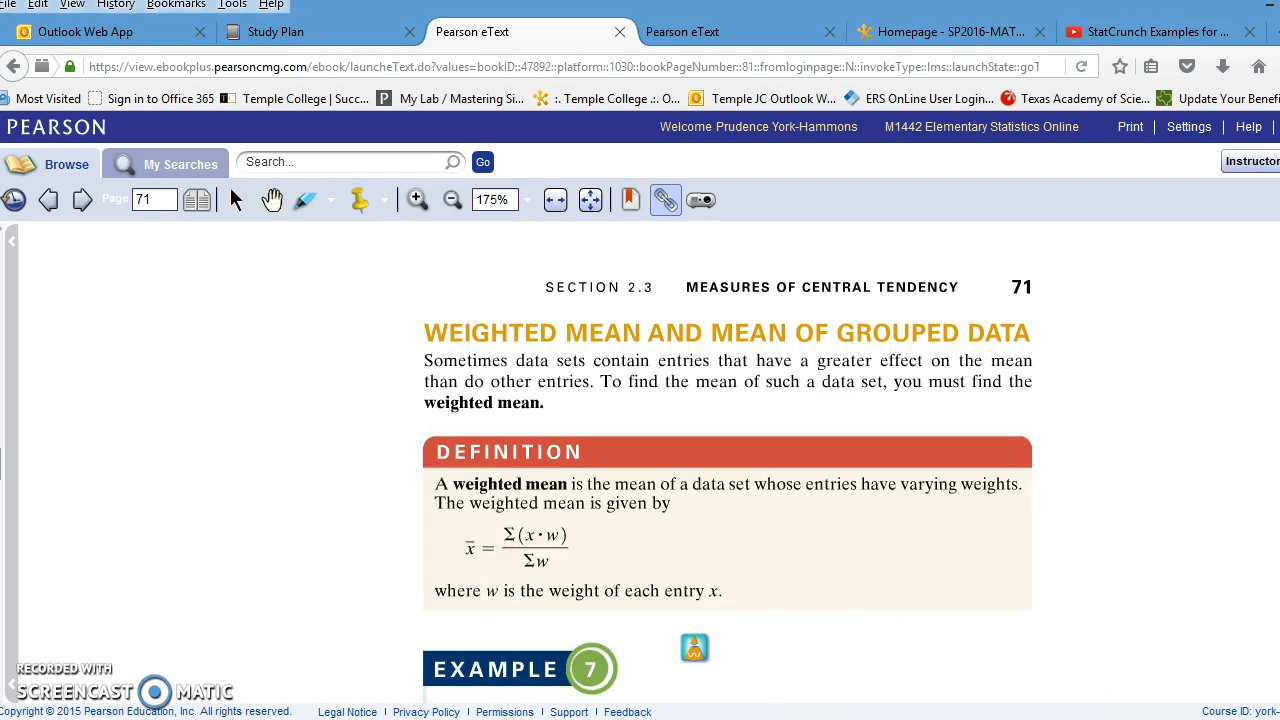 File Edit View History Bookmarks Tools Help
Outlook Web App × Study Plan × Pearson eText × Pearson eText × Homepage - SP2016-MAT... × YouTube StatCrunch Examples for ... ×
https://view.ebookplus.pearsoncmg.com/ebook/launcheText.do?values=bookID::47892::platform::1030::bookPageNumber::81::fromloginpage::N::invokeType::lms::launchState::goT
Most Visited Sign in to Office 365 Temple College | Succ... My Lab / Mastering Si... :. Temple College .:. O... Temple JC Outlook W... ERS OnLine User Login... Texas Academy of Scie... Update Your Benefi
PEARSON Welcome Prudence York-Hammons M1442 Elementary Statistics Online Print Settings Help
Browse My Searches Search... Go Instructor
Page 71 175%
SECTION 2.3 MEASURES OF CENTRAL TENDENCY 71
WEIGHTED MEAN AND MEAN OF GROUPED DATA
Sometimes data sets contain entries that have a greater effect on the mean
than do other entries. To find the mean of such a data set, you must find the
weighted mean.
DEFINITION
A weighted mean is the mean of a data set whose entries have varying weights.
The weighted mean is given by
x̄ = Σ(x · w) / Σw
where w is the weight of each entry x.
EXAMPLE 7
RECORDED WITH
SCREENCAST MATIC
Copyright © 2015 Pearson Education, Inc. All rights reserved. Legal Notice | Privacy Policy | Permissions | Support | Feedback Course ID: york-